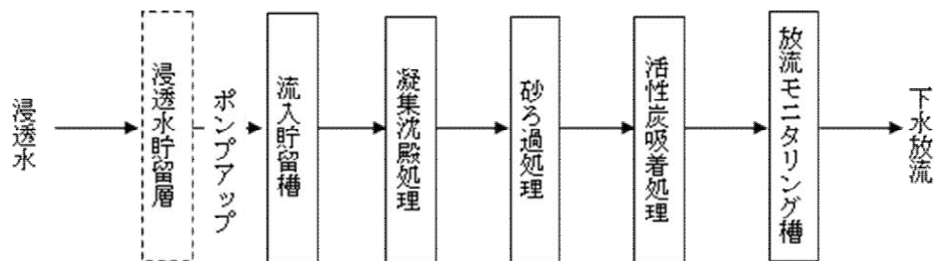 浸透水
浸透水貯留層
ポンプアップ
流入貯留槽
凝集沈殿処理
砂ろ過処理
活性炭吸着処理
放流モニタリング槽
下水放流